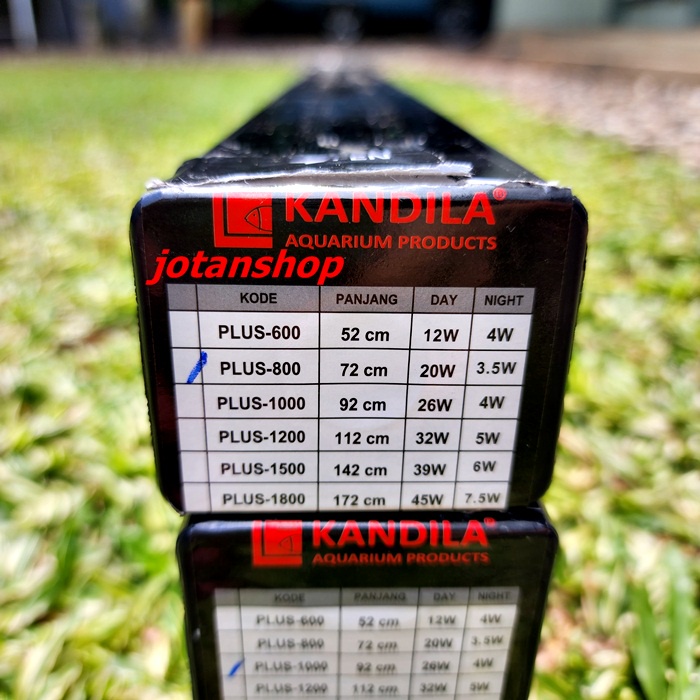 KANDILA®
AQUARIUM PRODUCTS
jotanshop
KODE PANJANG DAY NIGHT
PLUS-600 52 cm 12W 4W
PLUS-800 72 cm 20W 3.5W
PLUS-1000 92 cm 26W 4W
PLUS-1200 112 cm 32W 5W
PLUS-1500 142 cm 39W 6W
PLUS-1800 172 cm 45W 7.5W
KANDILA®
AQUARIUM PRODUCTS
KODE PANJANG DAY NIGHT
PLUS-600 52 cm 12W 4W
PLUS-800 72 cm 20W 3.5W
PLUS-1000 92 cm 26W 4W
PLUS-1200 112 cm 32W 5W